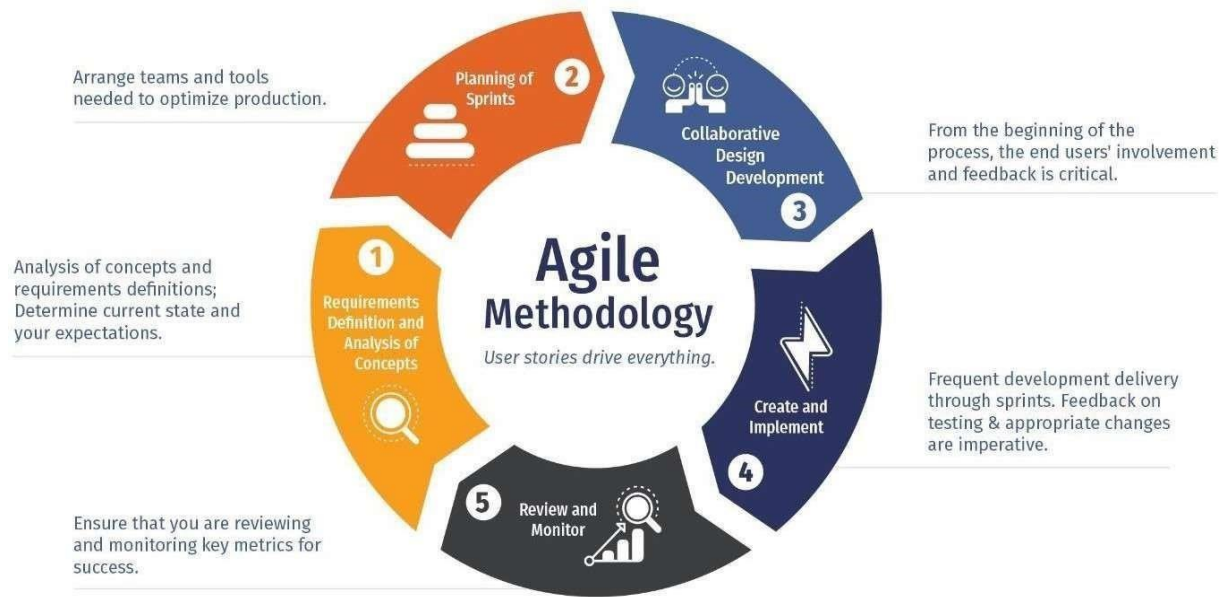 Agile
Methodology
User stories drive everything.
1
Requirements
Definition and
Analysis of
Concepts
Analysis of concepts and
requirements definitions;
Determine current state and
your expectations.
2
Planning of
Sprints
Arrange teams and tools
needed to optimize production.
Collaborative
Design
Development
3
From the beginning of the
process, the end users' involvement
and feedback is critical.
Create and
Implement
4
Frequent development delivery
through sprints. Feedback on
testing & appropriate changes
are imperative.
5
Review and
Monitor
Ensure that you are reviewing
and monitoring key metrics for
success.